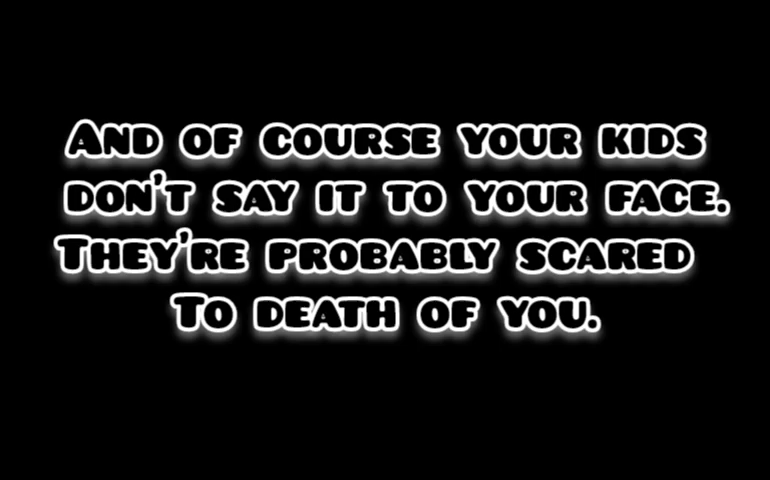 And of course your kids
don't say it to your face.
They're probably scared
To death of you.